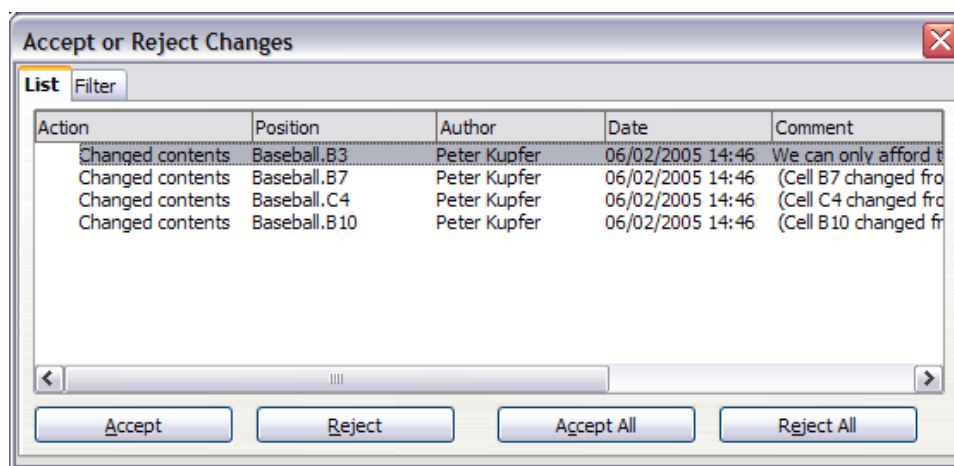 Accept or Reject Changes
List Filter
Action Position Author Date Comment
Changed contents Baseball.B3 Peter Kupfer 06/02/2005 14:46: We can only afford t
Changed contents Baseball.B7 Peter Kupfer 06/02/2005 14:46: (Cell B7 changed fro
Changed contents Baseball.C4 Peter Kupfer 06/02/2005 14:46: (Cell C4 changed fro
Changed contents Baseball.B10 Peter Kupfer 06/02/2005 14:46: (Cell B10 changed fr
Accept Reject Accept All Reject All